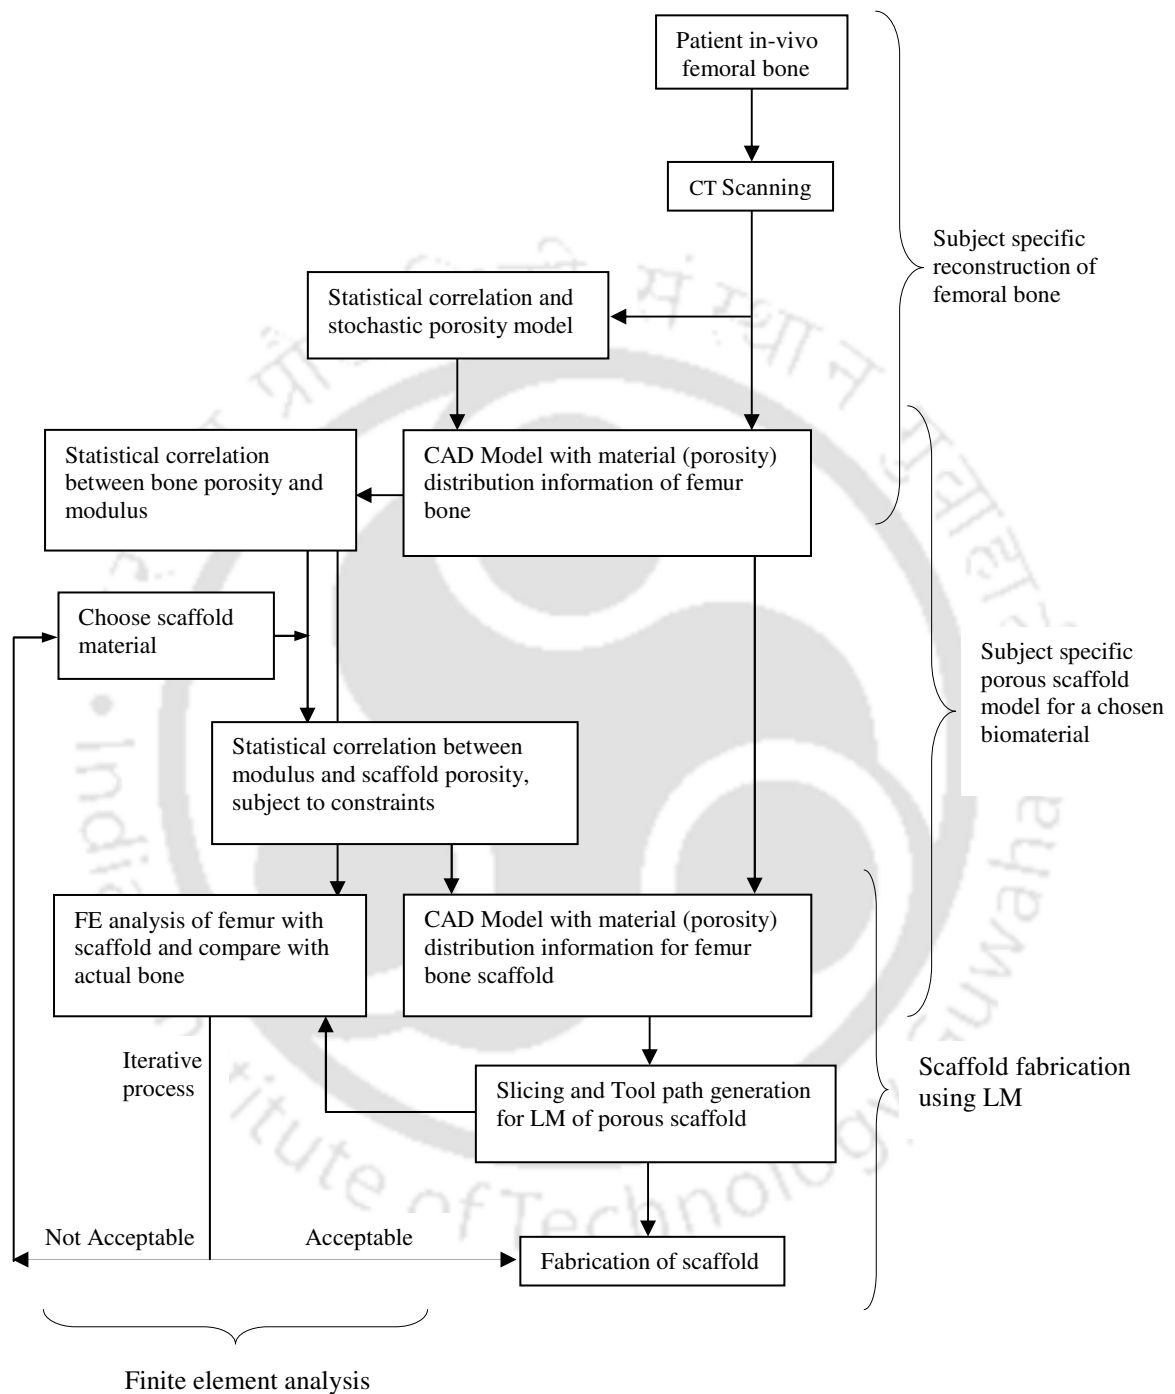 Patient in-vivo
femoral bone
CT Scanning
Subject specific
reconstruction of
femoral bone
Statistical correlation and
stochastic porosity model
Statistical correlation
between bone porosity and
modulus
CAD Model with material (porosity)
distribution information of femur
bone
Choose scaffold
material
Subject specific
porous scaffold
model for a chosen
biomaterial
Statistical correlation between
modulus and scaffold porosity,
subject to constraints
FE analysis of femur with
scaffold and compare with
actual bone
CAD Model with material (porosity)
distribution information for femur
bone scaffold
Iterative
process
Slicing and Tool path generation
for LM of porous scaffold
Scaffold fabrication
using LM
Not Acceptable
Acceptable
Fabrication of scaffold
Finite element analysis
of Technology